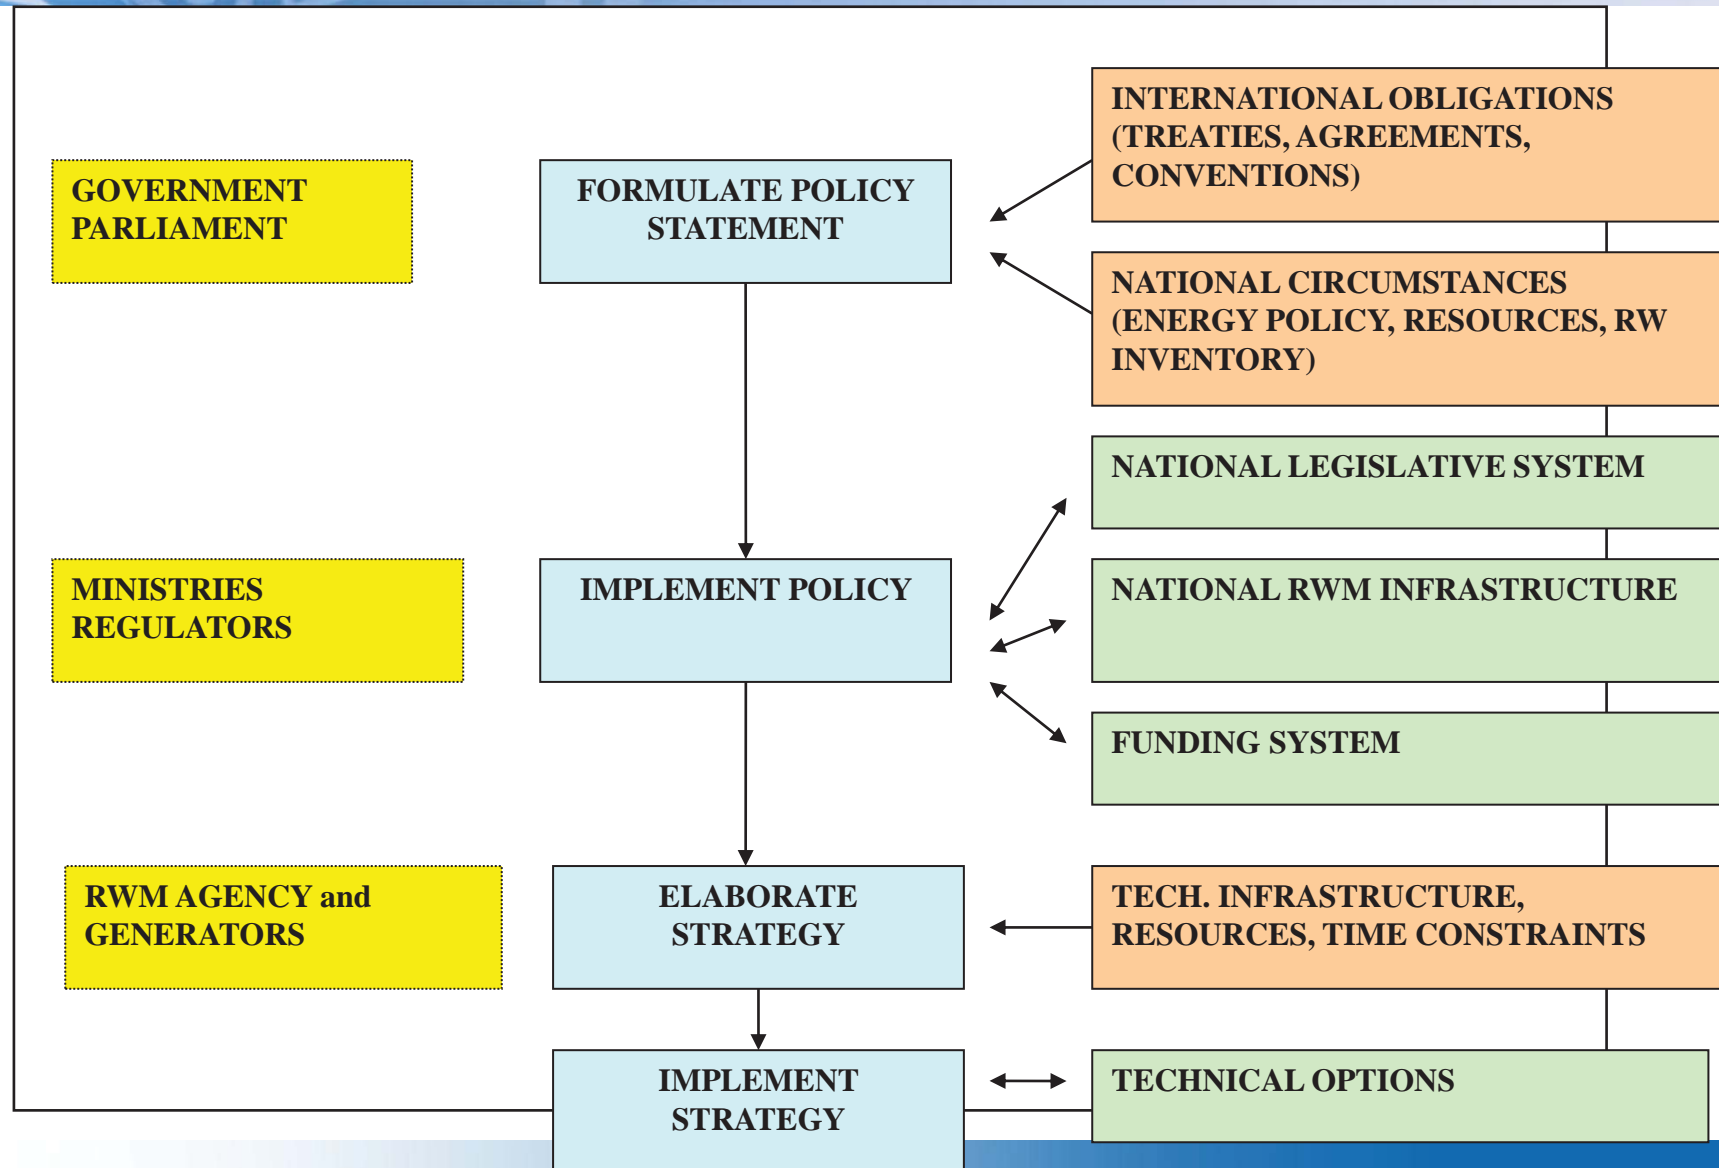 INTERNATIONAL OBLIGATIONS
(TREATIES, AGREEMENTS,
CONVENTIONS)
GOVERNMENT
PARLIAMENT
FORMULATE POLICY
STATEMENT
NATIONAL CIRCUMSTANCES
(ENERGY POLICY, RESOURCES, RW
INVENTORY)
NATIONAL LEGISLATIVE SYSTEM
MINISTRIES
REGULATORS
IMPLEMENT POLICY
NATIONAL RWM INFRASTRUCTURE
FUNDING SYSTEM
RWM AGENCY and
GENERATORS
ELABORATE
STRATEGY
TECH. INFRASTRUCTURE,
RESOURCES, TIME CONSTRAINTS
IMPLEMENT
STRATEGY
TECHNICAL OPTIONS